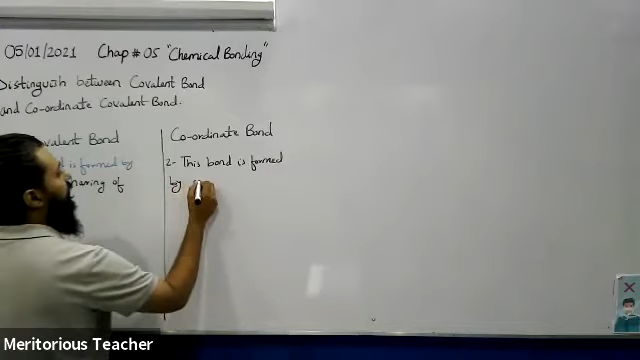 05/01/2021 Chap # 05 "Chemical Bonding"
Distinguish between Covalent Bond
and Co-ordinate Covalent Bond.
valent Bond
is formed by
sharing of
Co-ordinate Bond
2- This bond is formed
by
Meritorious Teacher